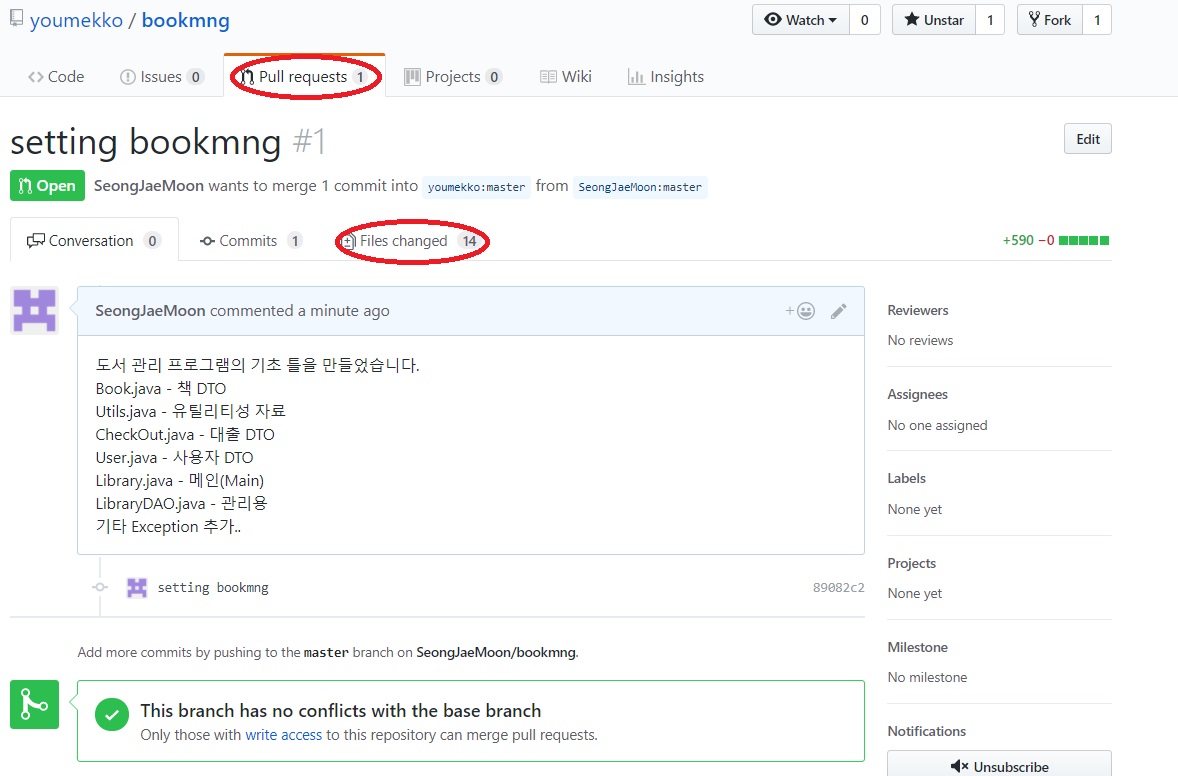 youmekko / bookmng
Watch 0
Unstar 1
Fork 1
Code
Issues 0
Pull requests 1
Projects 0
Wiki
Insights
setting bookmng #1
Edit
Open
SeongJaeMoon wants to merge 1 commit into youmekko:master from SeongJaeMoon:master
Conversation 0
Commits 1
Files changed 14
+590 −0
SeongJaeMoon commented a minute ago
도서 관리 프로그램의 기초 틀을 만들었습니다.
Book.java - 책 DTO
Utils.java - 유틸리티성 자료
CheckOut.java - 대출 DTO
User.java - 사용자 DTO
Library.java - 메인(Main)
LibraryDAO.java - 관리용
기타 Exception 추가..
setting bookmng 89082c2
Add more commits by pushing to the master branch on SeongJaeMoon/bookmng.
This branch has no conflicts with the base branch
Only those with write access to this repository can merge pull requests.
Reviewers
No reviews
Assignees
No one assigned
Labels
None yet
Projects
None yet
Milestone
No milestone
Notifications
Unsubscribe